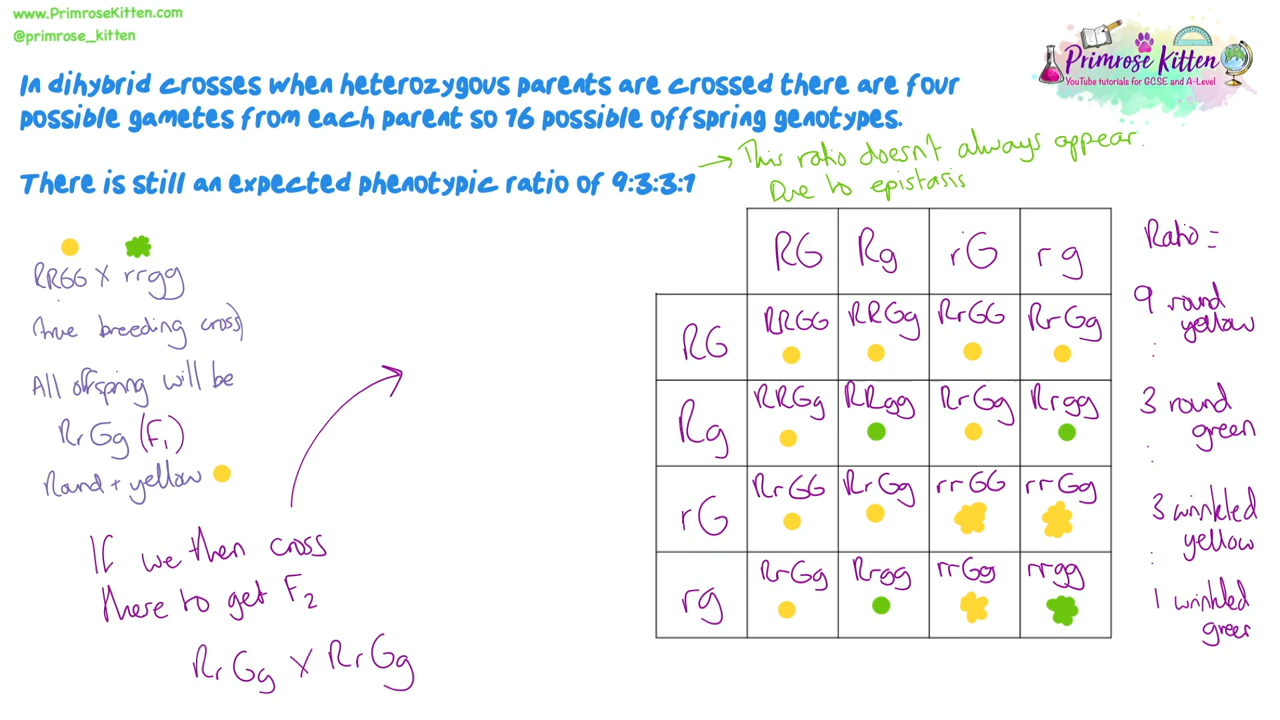 www.PrimroseKitten.com
@primrose_kitten
Primrose Kitten
YouTube tutorials for GCSE and A-Level
In dihybrid crosses when heterozygous parents are crossed there are four
possible gametes from each parent so 16 possible offspring genotypes.
There is still an expected phenotypic ratio of 9:3:3:1
→ This ratio doesn't always appear.
Due to epistasis
RRGG X rrgg
true breeding cross)
All offspring will be
RrGg (F₁)
Round + yellow
If we then cross
these to get F₂
RrGg X RrGg
RG Rg rG rg
RG RRGG RRGg RrGG RrGg
Rg RRGg RRgg RrGg Rrgg
rG RrGG RrGg rrGG rrGg
rg RrGg Rrgg rrGg rrgg
Ratio =
9 round
yellow
:
3 round
green
:
3 wrinkled
yellow
:
1 wrinkled
green